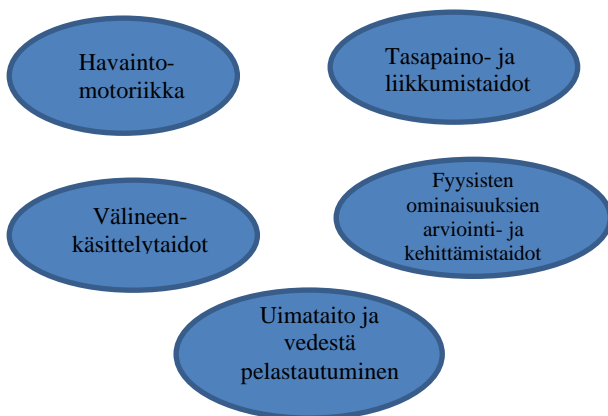 Havainto-
motoriikka
Tasapaino- ja
liikkumistaidot
Välineen-
käsittelytaidot
Fyysisten
ominaisuuksien
arviointi- ja
kehittämistaidot
Uimataito ja
vedestä
pelastautuminen